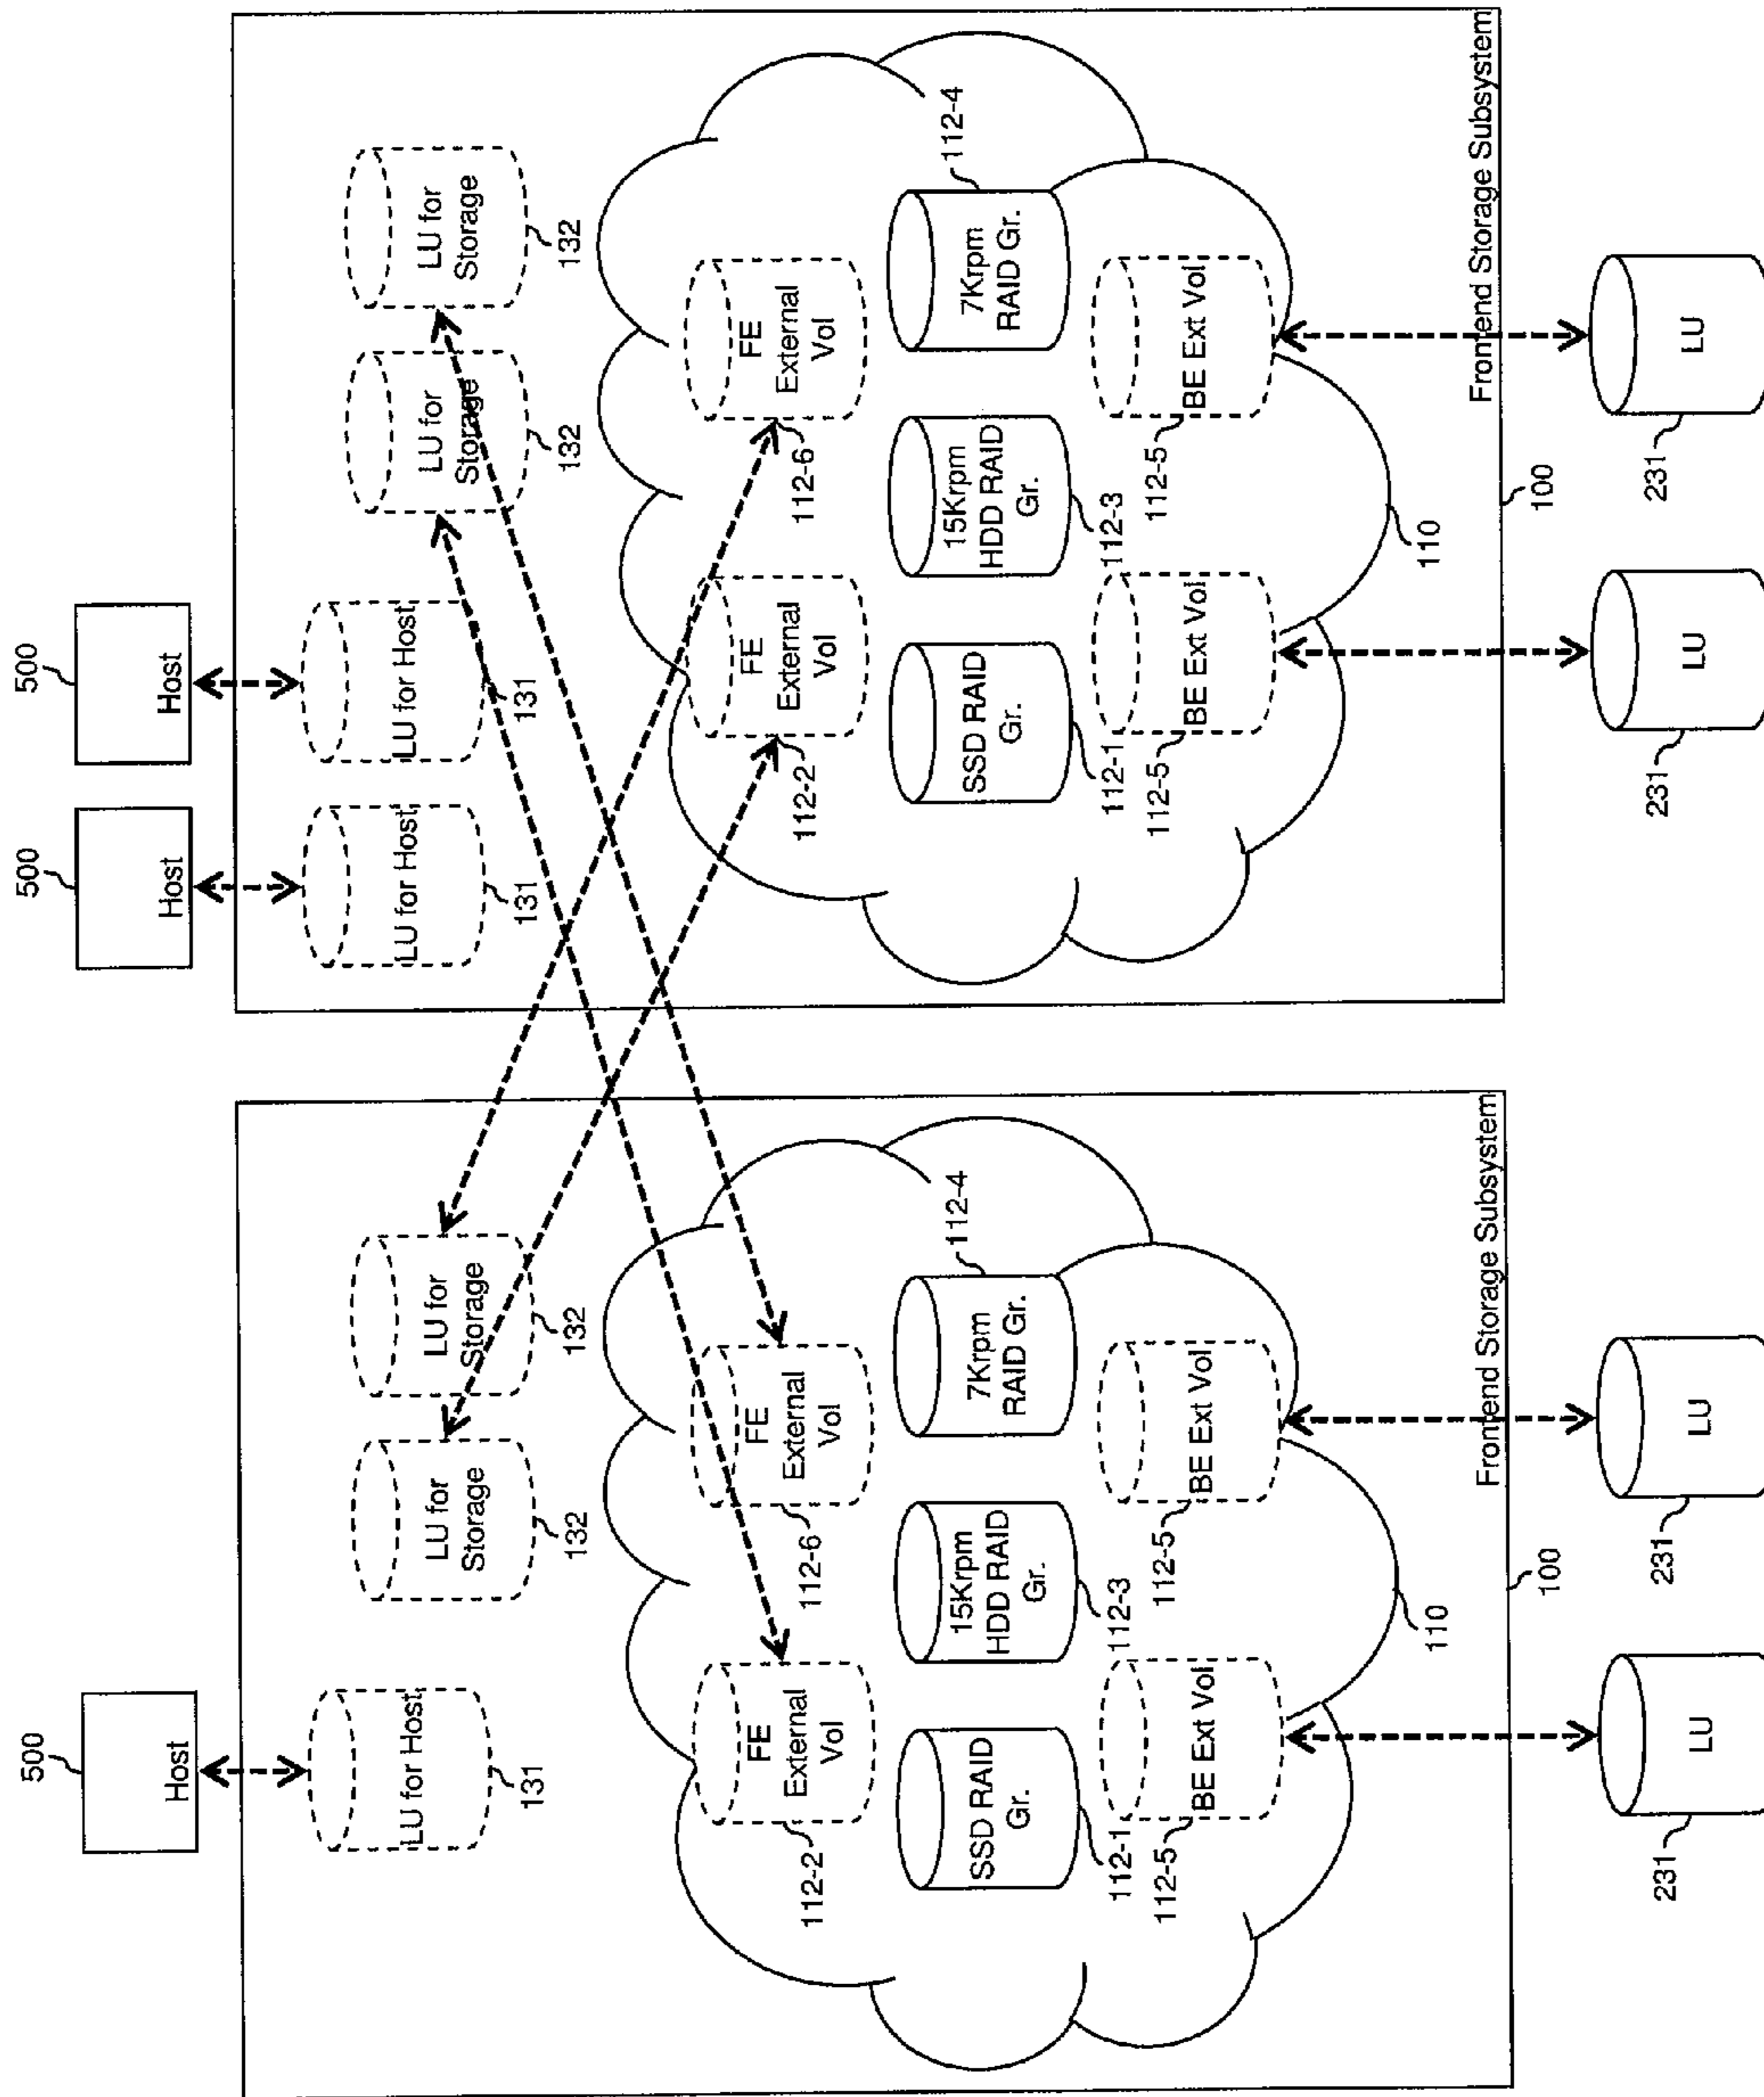 500
Host
LU for Host
131
LU for
Storage
132
LU for
Storage
132
FE
External
Vol
112-2
FE
External
Vol
112-6
SSD RAID
Gr.
112-1
15Krpm
HDD RAID
Gr.
112-3
7Krpm
RAID Gr.
112-4
BE Ext Vol
112-5
BE Ext Vol
112-5
110
Frontend Storage Subsystem
100
LU
231
LU
231
500
Host
500
Host
LU for Host
131
LU for Host
131
LU for
Storage
132
LU for
Storage
132
FE
External
Vol
112-2
FE
External
Vol
112-6
SSD RAID
Gr.
112-1
15Krpm
HDD RAID
Gr.
112-3
7Krpm
RAID Gr.
112-4
BE Ext Vol
112-5
BE Ext Vol
112-5
110
Frontend Storage Subsystem
100
LU
231
LU
231